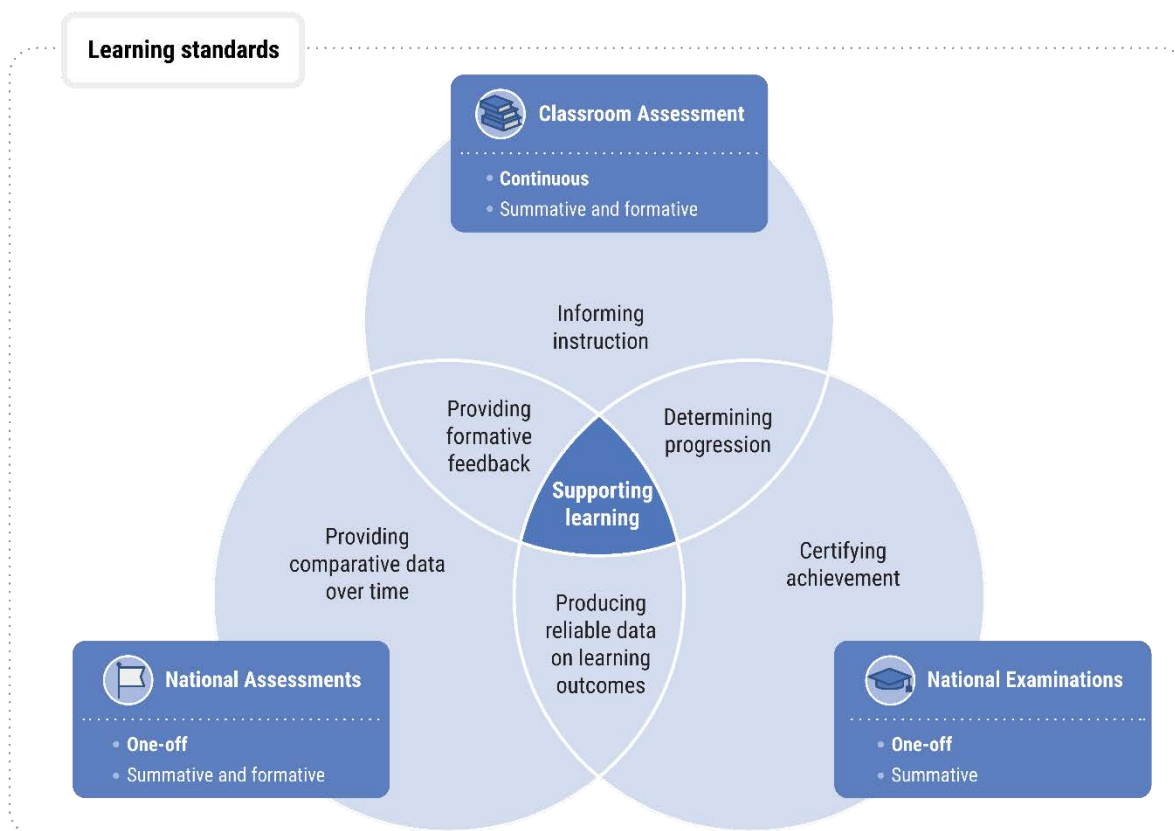 Learning standards
Classroom Assessment
• Continuous
• Summative and formative
Informing
instruction
Providing
formative
feedback
Determining
progression
Supporting
learning
Providing
comparative data
over time
Certifying
achievement
Producing
reliable data
on learning
outcomes
National Assessments
• One-off
• Summative and formative
National Examinations
• One-off
• Summative